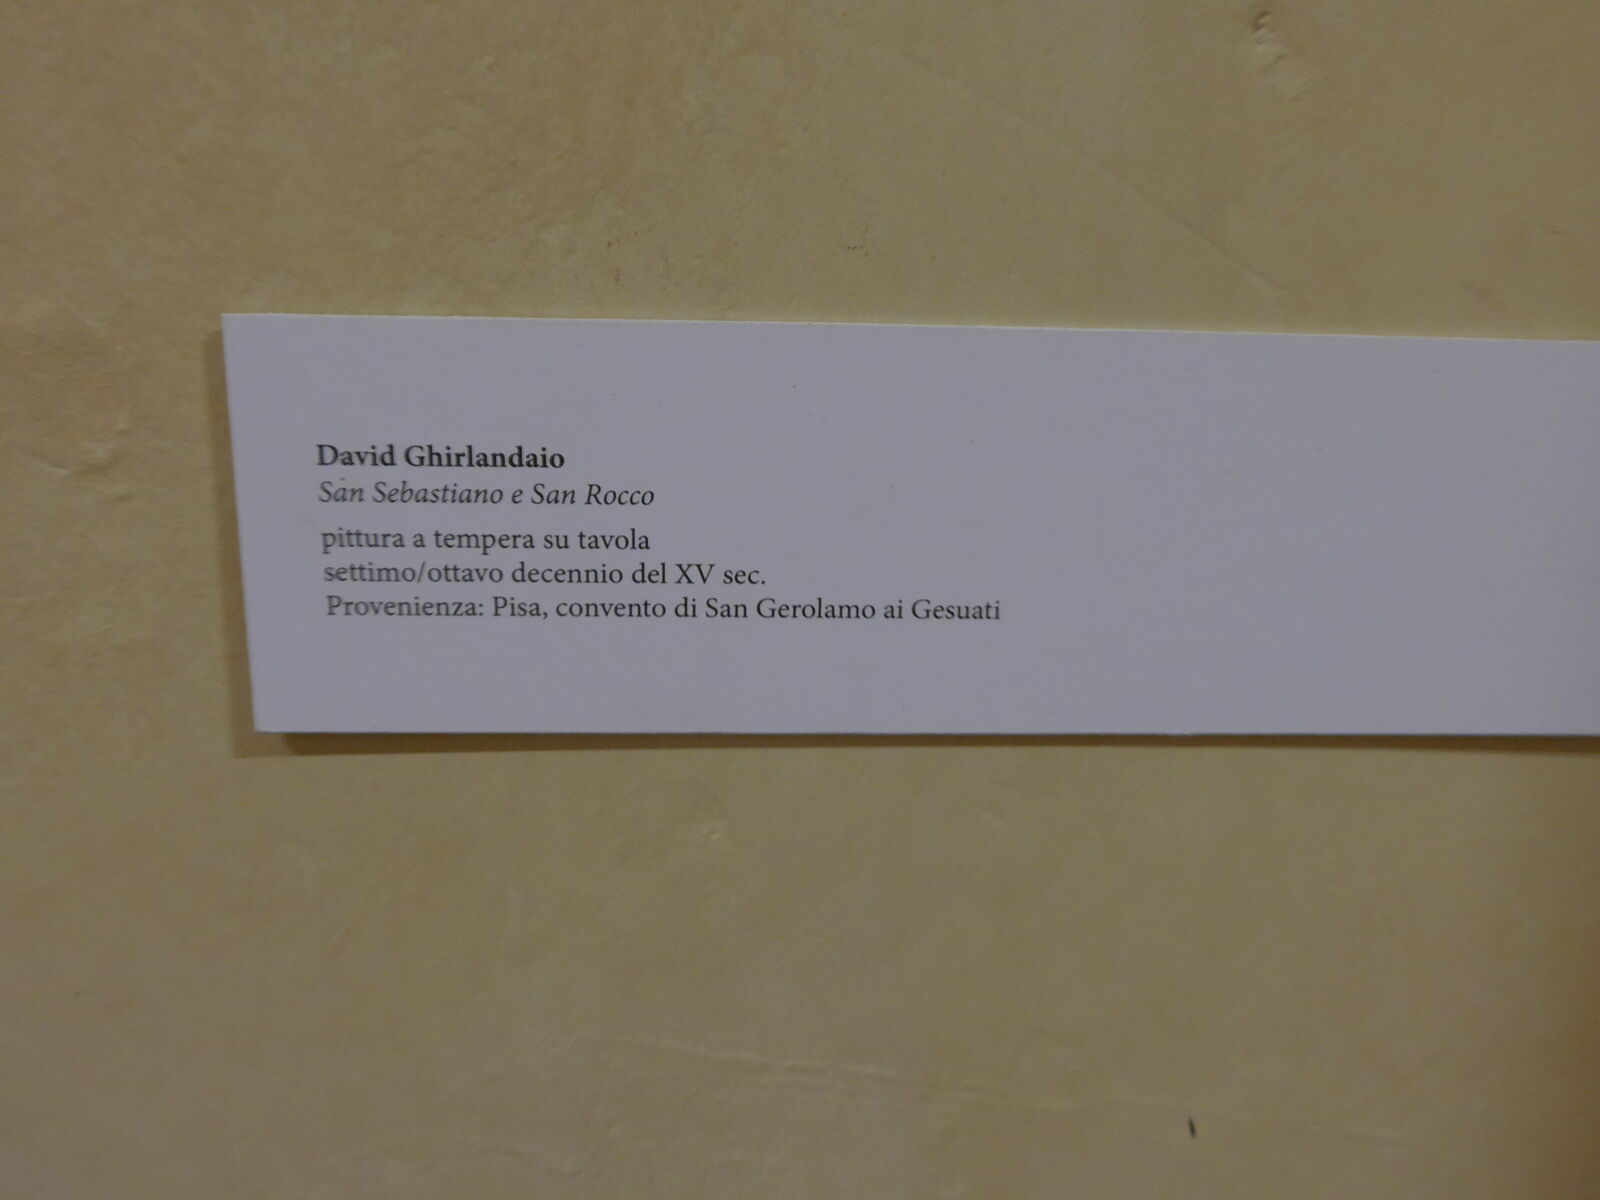 David Ghirlandaio
San Sebastiano e San Rocco
pittura a tempera su tavola
settimo/ottavo decennio del XV sec.
Provenienza: Pisa, convento di San Gerolamo ai Gesuati